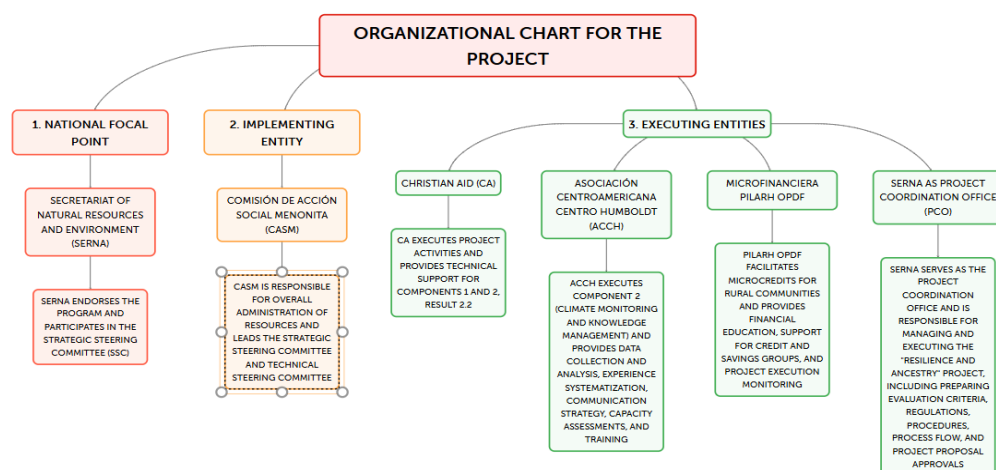 ORGANIZATIONAL CHART FOR THE
PROJECT
1. NATIONAL FOCAL
POINT
2. IMPLEMENTING
ENTITY
3. EXECUTING ENTITIES
SECRETARIAT OF
NATURAL RESOURCES
AND ENVIRONMENT
(SERNA)
COMISIÓN DE ACCIÓN
SOCIAL MENONITA
(CASM)
CHRISTIAN AID (CA)
ASOCIACIÓN
CENTROAMERICANA
CENTRO HUMBOLDT
(ACCH)
MICROFINANCIERA
PILARH OPDF
SERNA AS PROJECT
COORDINATION OFFICE
(PCO)
SERNA ENDORSES THE
PROGRAM AND
PARTICIPATES IN THE
STRATEGIC STEERING
COMMITTEE (SSC)
CASM IS RESPONSIBLE
FOR OVERALL
ADMINISTRATION OF
RESOURCES AND
LEADS THE STRATEGIC
STEERING COMMITTEE
AND TECHNICAL
STEERING COMMITTEE
CA EXECUTES PROJECT
ACTIVITIES AND
PROVIDES TECHNICAL
SUPPORT FOR
COMPONENTS 1 AND 2,
RESULT 2.2
ACCH EXECUTES
COMPONENT 2
(CLIMATE MONITORING
AND KNOWLEDGE
MANAGEMENT) AND
PROVIDES DATA
COLLECTION AND
ANALYSIS, EXPERIENCE
SYSTEMATIZATION,
COMMUNICATION
STRATEGY, CAPACITY
ASSESSMENTS, AND
TRAINING
PILARH OPDF
FACILITATES
MICROCREDITS FOR
RURAL COMMUNITIES
AND PROVIDES
FINANCIAL
EDUCATION, SUPPORT
FOR CREDIT AND
SAVINGS GROUPS, AND
PROJECT EXECUTION
MONITORING
SERNA SERVES AS THE
PROJECT
COORDINATION
OFFICE AND IS
RESPONSIBLE FOR
MANAGING AND
EXECUTING THE
"RESILIENCE AND
ANCESTRY" PROJECT,
INCLUDING PREPARING
EVALUATION CRITERIA,
REGULATIONS,
PROCEDURES,
PROCESS FLOW, AND
PROJECT PROPOSAL
APPROVALS